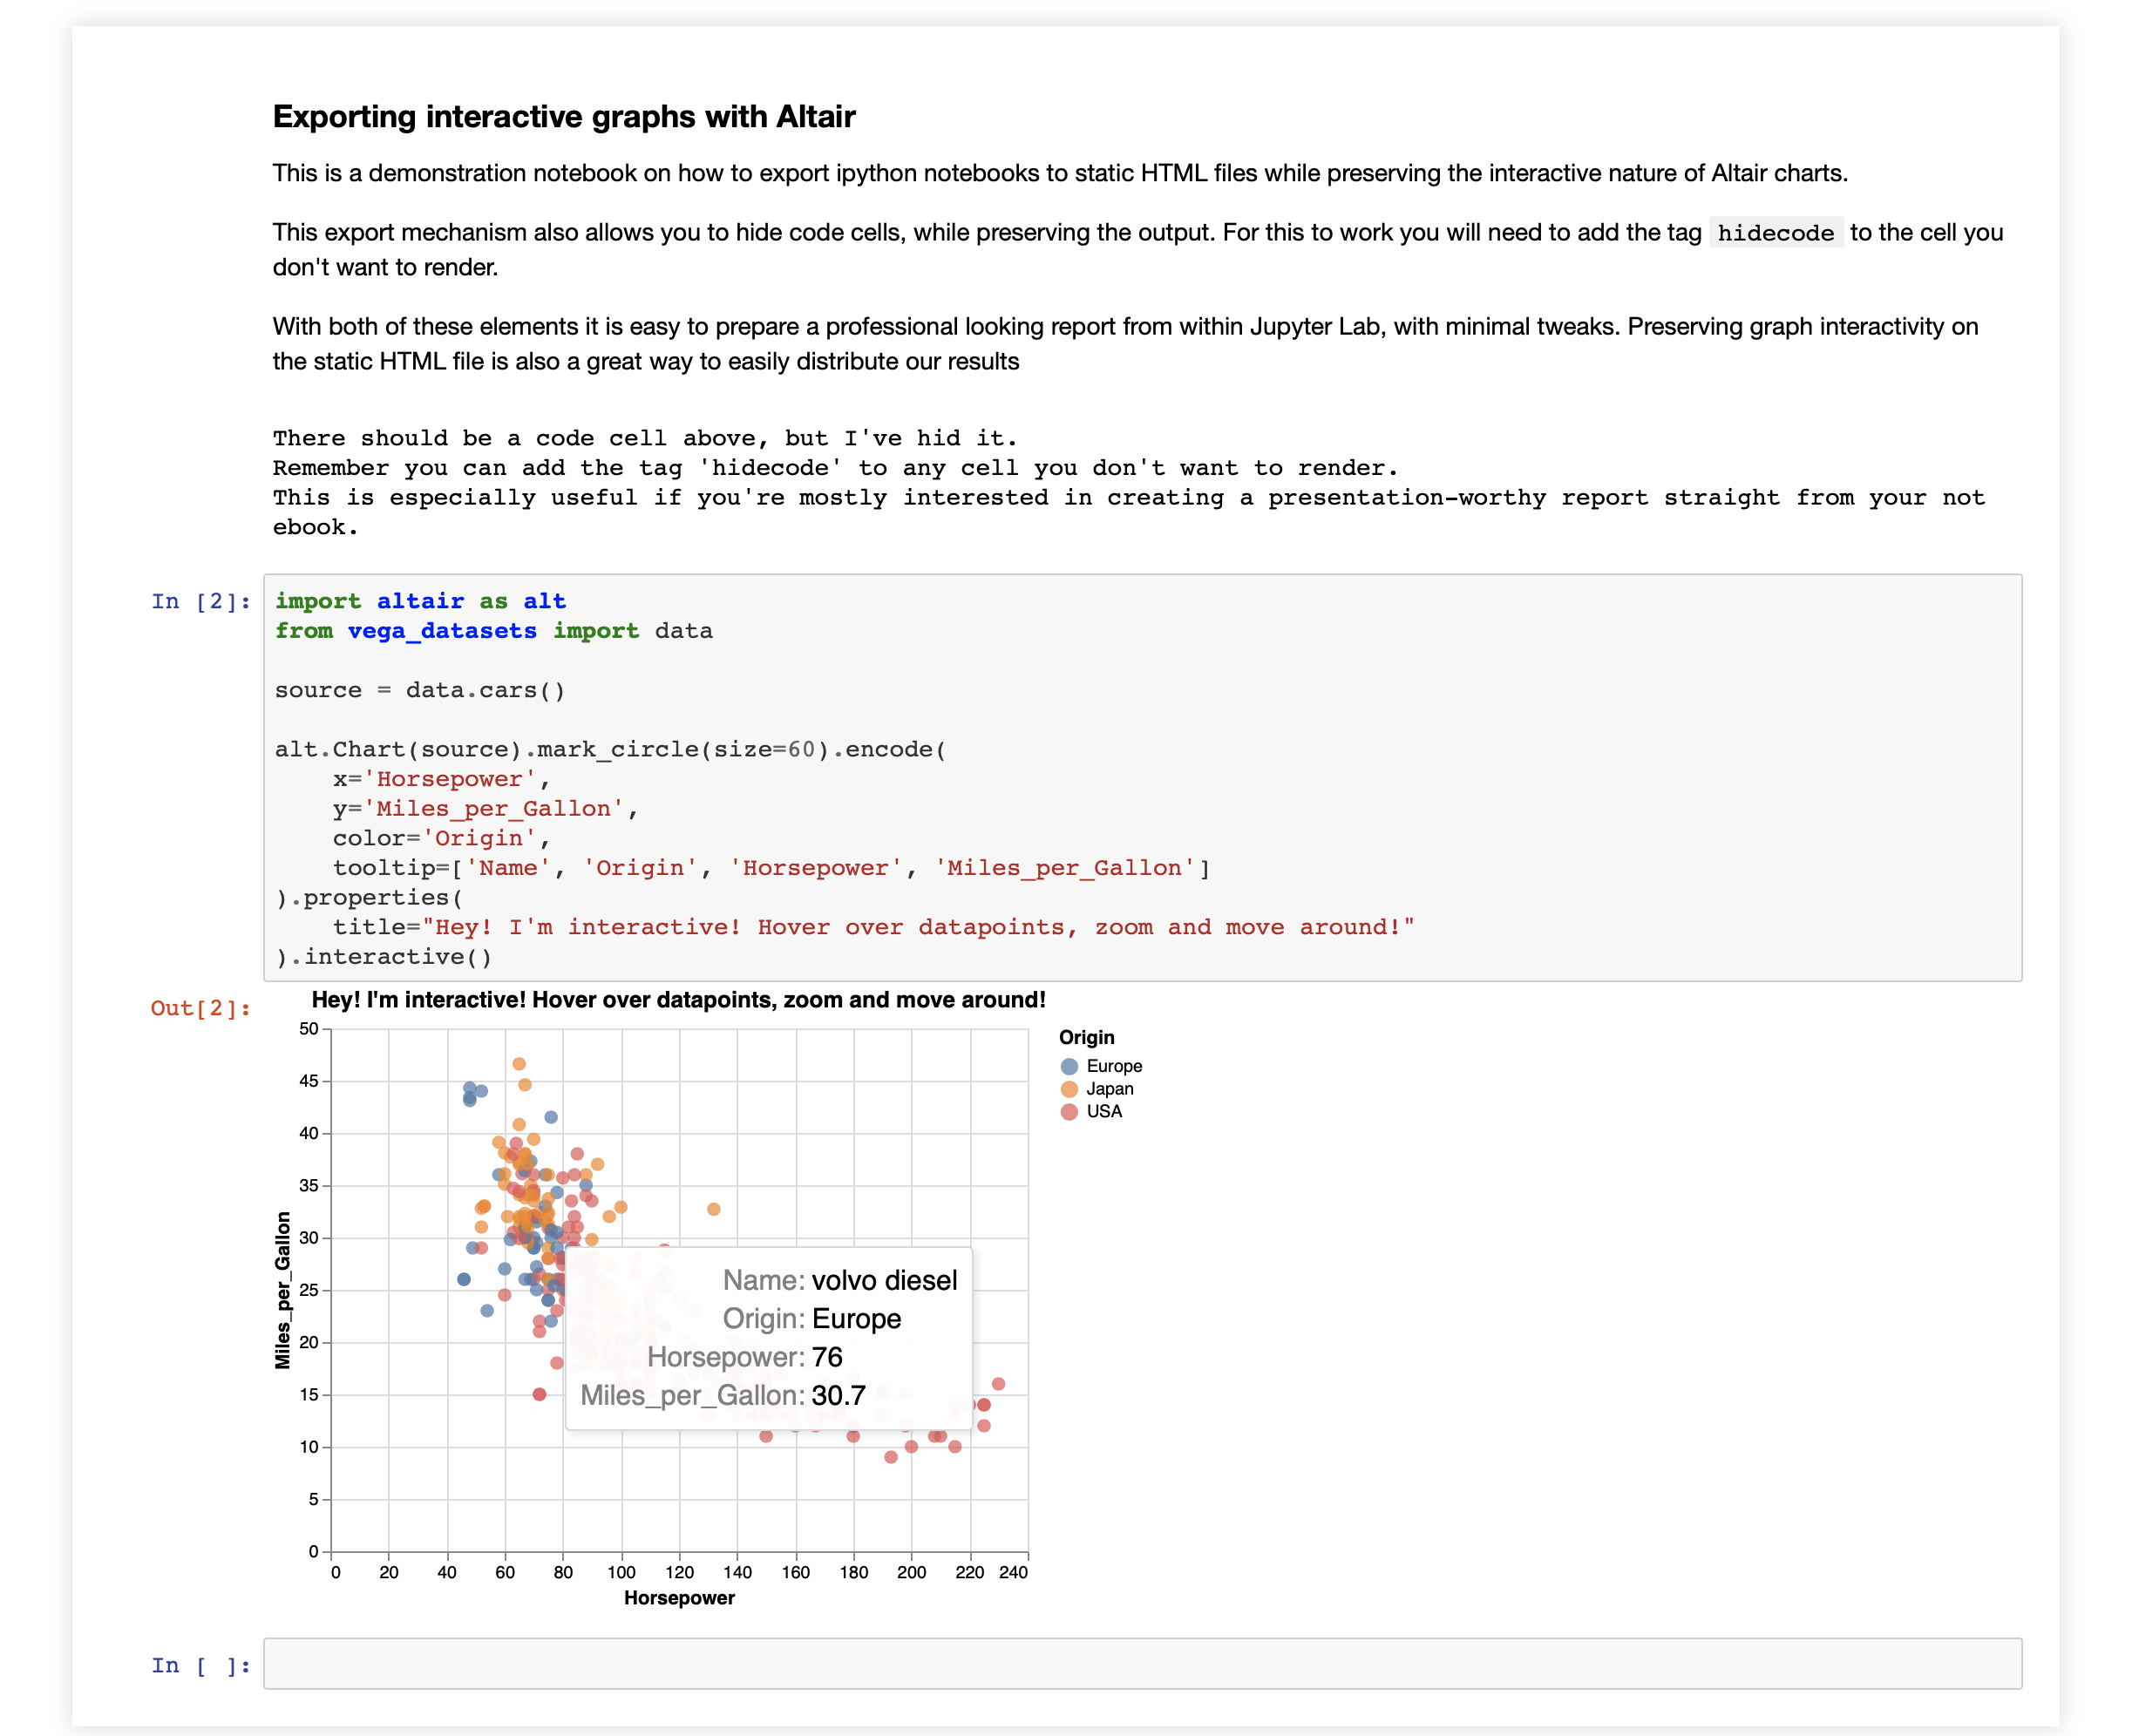 Exporting interactive graphs with Altair
This is a demonstration notebook on how to export ipython notebooks to static HTML files while preserving the interactive nature of Altair charts.
This export mechanism also allows you to hide code cells, while preserving the output. For this to work you will need to add the tag hidecode to the cell you
don't want to render.
With both of these elements it is easy to prepare a professional looking report from within Jupyter Lab, with minimal tweaks. Preserving graph interactivity on
the static HTML file is also a great way to easily distribute our results
There should be a code cell above, but I've hid it.
Remember you can add the tag 'hidecode' to any cell you don't want to render.
This is especially useful if you're mostly interested in creating a presentation-worthy report straight from your not
ebook.
In [2]:
import altair as alt
from vega_datasets import data
source = data.cars()
alt.Chart(source).mark_circle(size=60).encode(
    x='Horsepower',
    y='Miles_per_Gallon',
    color='Origin',
    tooltip=['Name', 'Origin', 'Horsepower', 'Miles_per_Gallon']
).properties(
    title="Hey! I'm interactive! Hover over datapoints, zoom and move around!"
).interactive()
Out[2]:
Hey! I'm interactive! Hover over datapoints, zoom and move around!
50
45
40
35
30
25
20
15
10
5
0
Miles_per_Gallon
Origin
Europe
Japan
USA
Name: volvo diesel
Origin: Europe
Horsepower: 76
Miles_per_Gallon: 30.7
0 20 40 60 80 100 120 140 160 180 200 220 240
Horsepower
In [ ]: